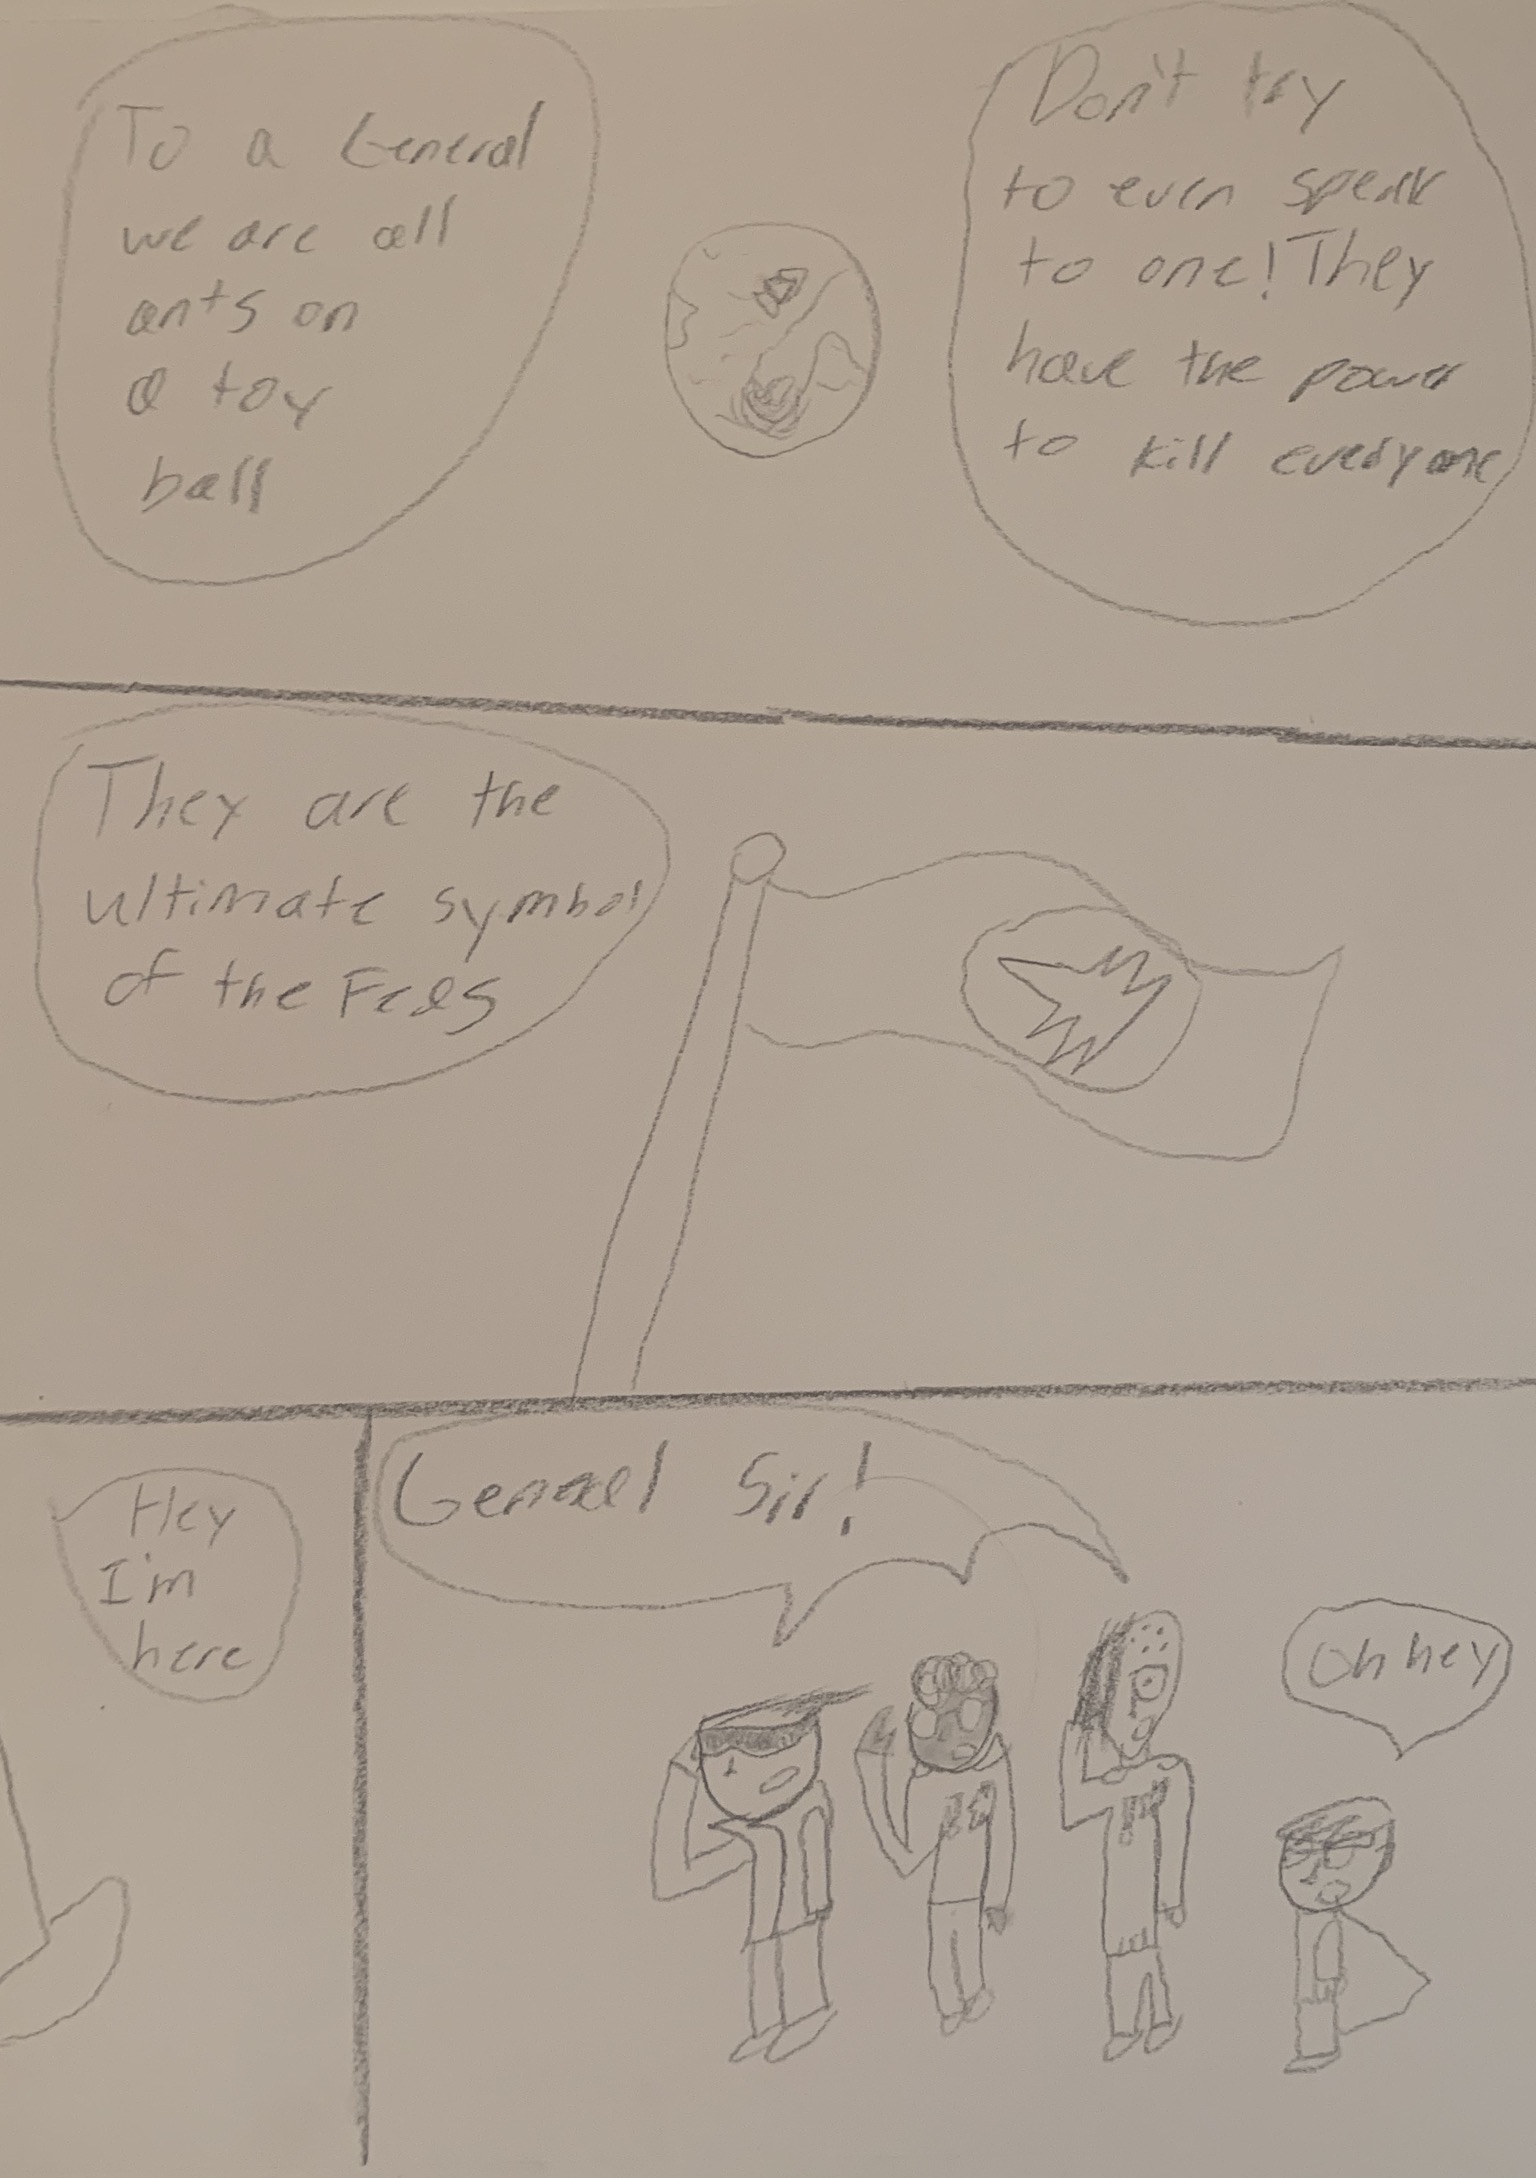 To a General
we are all
ants on
a toy
ball
Don't try
to even speak
to one! They
have the power
to kill everyone
They are the
ultimate symbol
of the Feds
Hey
I'm
here
General Sir!
Oh hey